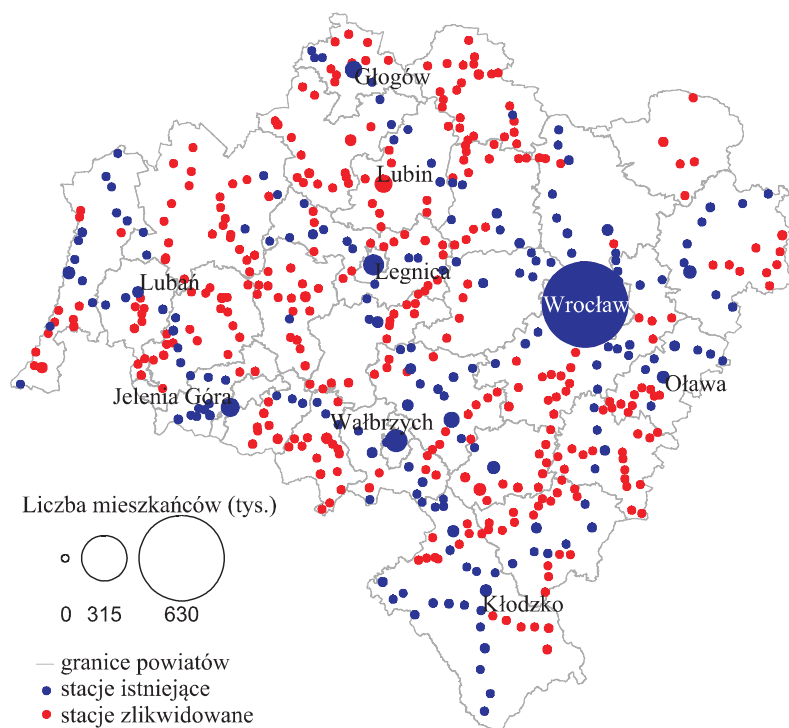 Głogów
Lubin
Legnica
Lubań
Wrocław
Jelenia Góra
Oława
Wałbrzych
Kłodzko
Liczba mieszkańców (tys.)
0 315 630
granice powiatów
stacje istniejące
stacje zlikwidowane